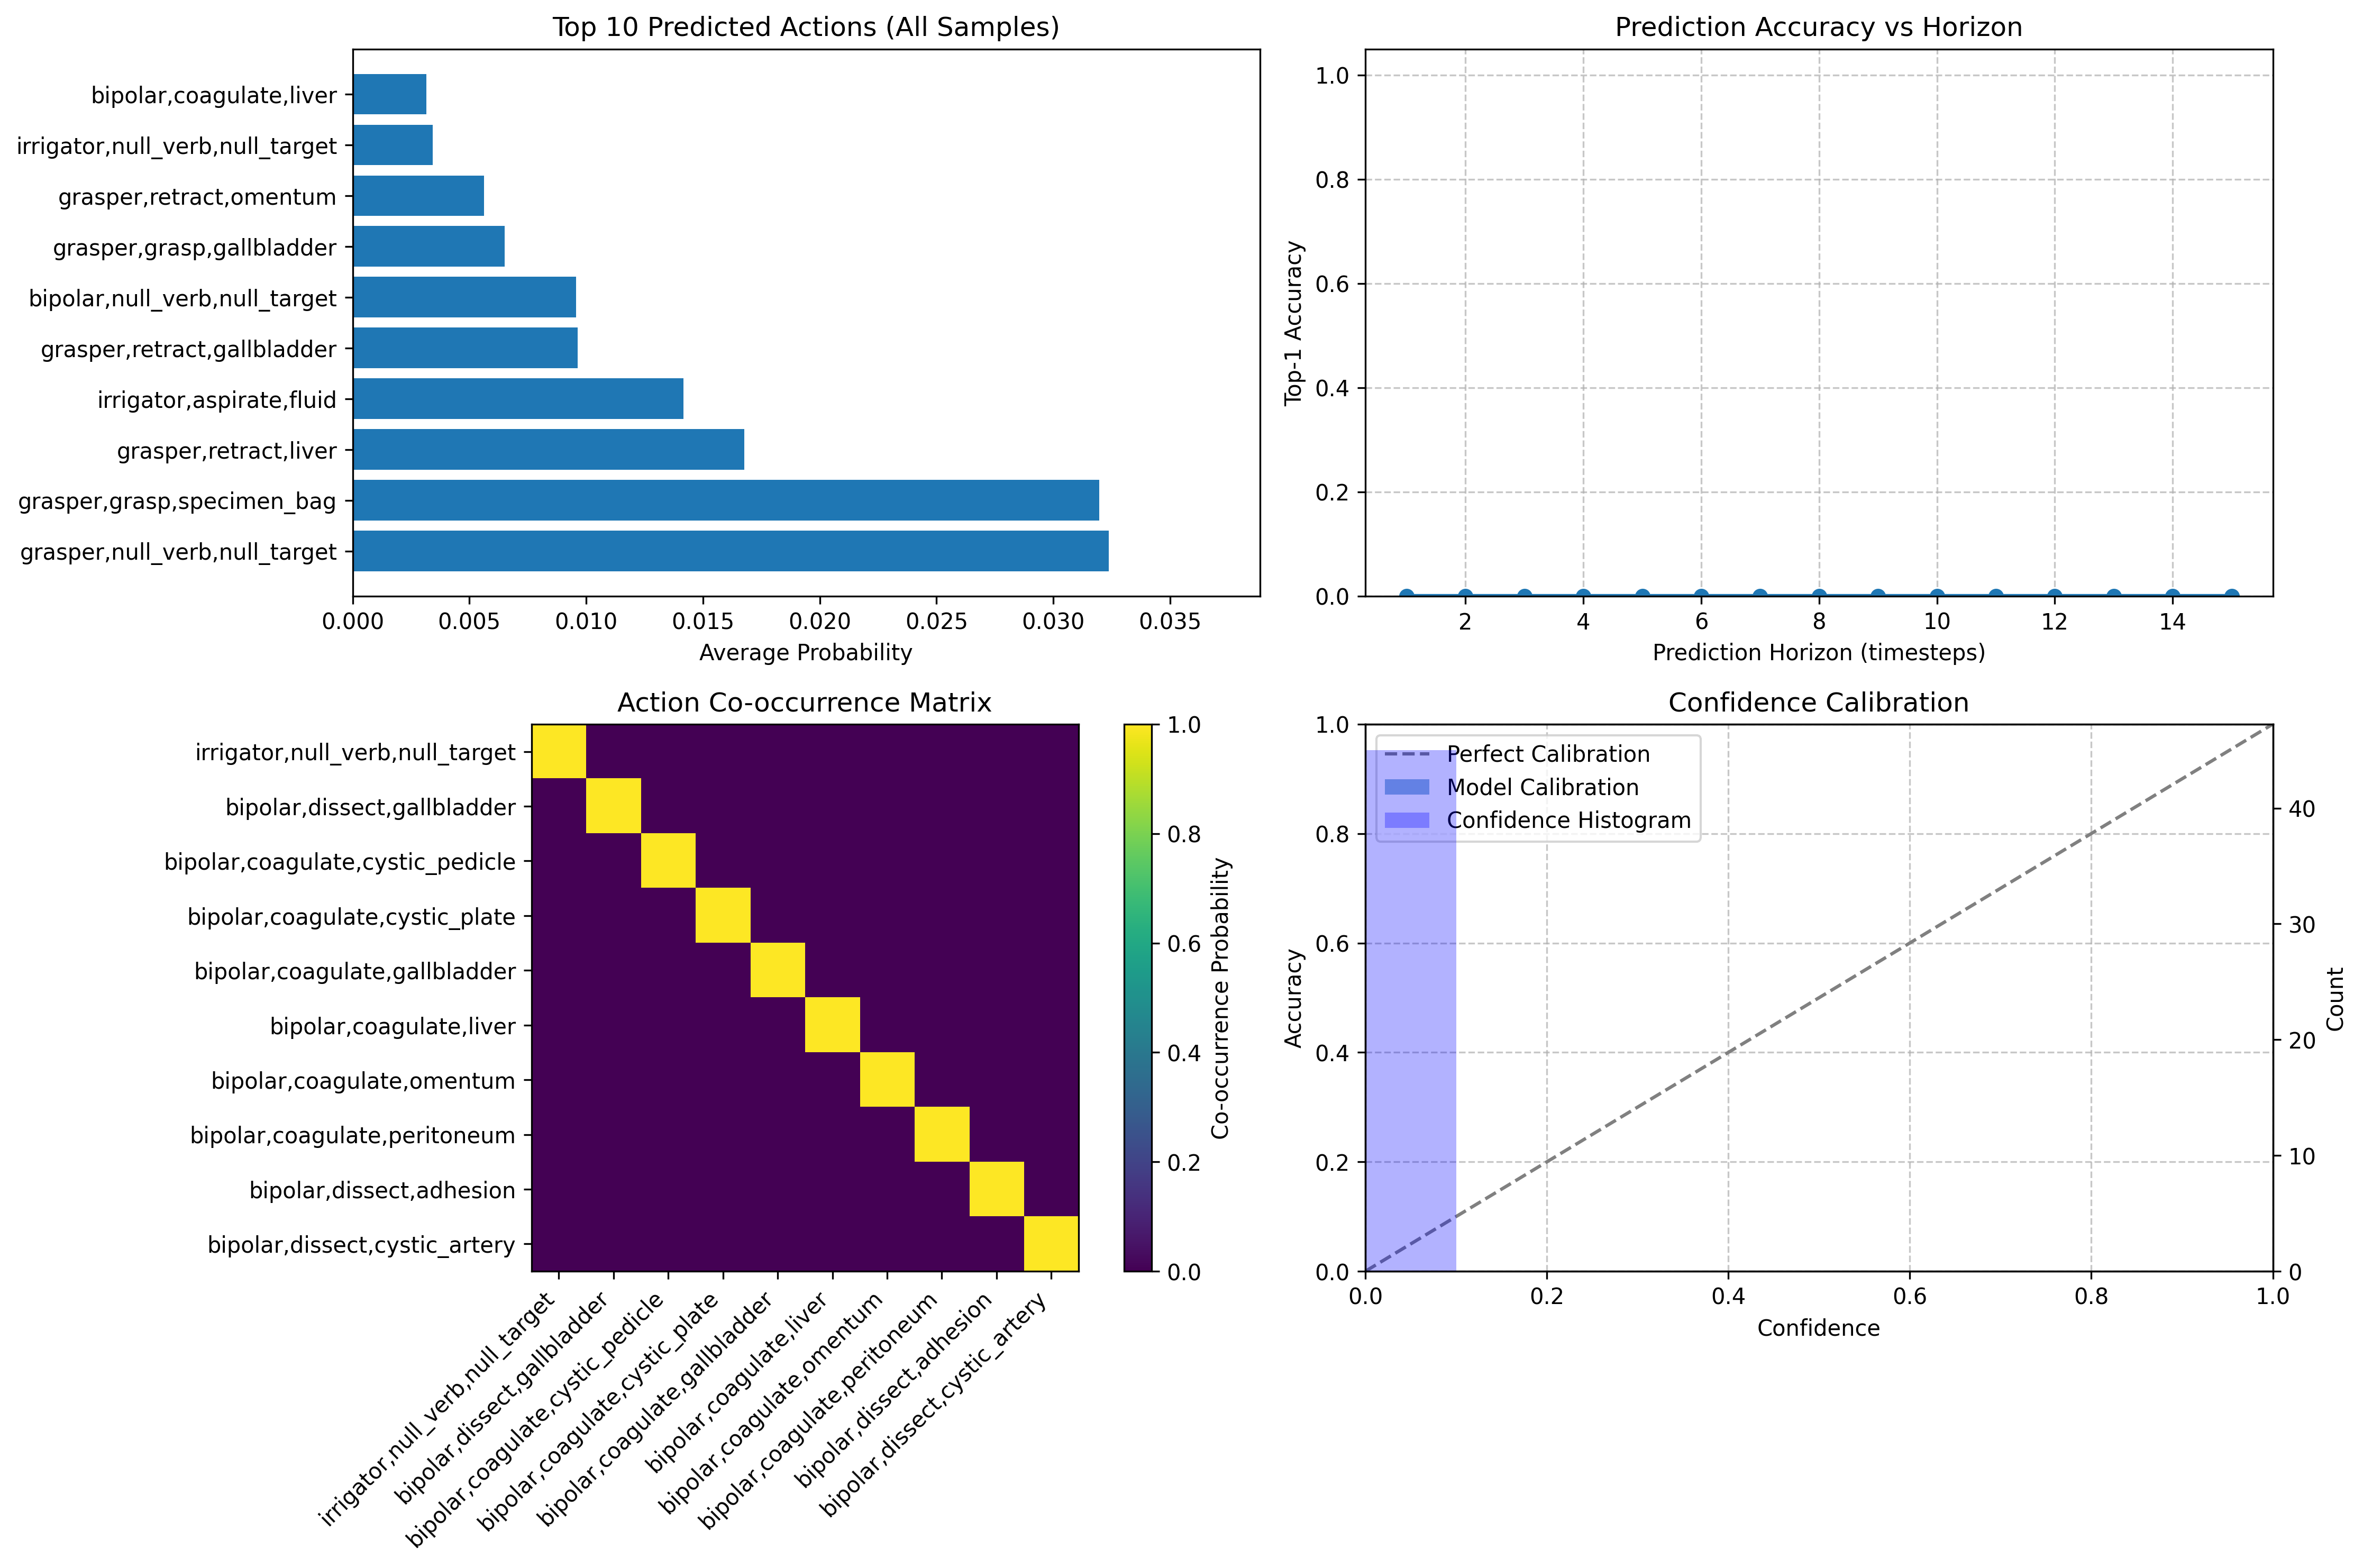 Top 10 Predicted Actions (All Samples)
bipolar,coagulate,liver
irrigator,null_verb,null_target
grasper,retract,omentum
grasper,grasp,gallbladder
bipolar,null_verb,null_target
grasper,retract,gallbladder
irrigator,aspirate,fluid
grasper,retract,liver
grasper,grasp,specimen_bag
grasper,null_verb,null_target
0.000 0.005 0.010 0.015 0.020 0.025 0.030 0.035
Average Probability
Prediction Accuracy vs Horizon
Top-1 Accuracy
1.0
0.8
0.6
0.4
0.2
0.0
2 4 6 8 10 12 14
Prediction Horizon (timesteps)
Action Co-occurrence Matrix
irrigator,null_verb,null_target
bipolar,dissect,gallbladder
bipolar,coagulate,cystic_pedicle
bipolar,coagulate,cystic_plate
bipolar,coagulate,gallbladder
bipolar,coagulate,liver
bipolar,coagulate,omentum
bipolar,coagulate,peritoneum
bipolar,dissect,adhesion
bipolar,dissect,cystic_artery
irrigator,null_verb,null_target
bipolar,dissect,gallbladder
bipolar,coagulate,cystic_pedicle
bipolar,coagulate,cystic_plate
bipolar,coagulate,gallbladder
bipolar,coagulate,liver
bipolar,coagulate,omentum
bipolar,coagulate,peritoneum
bipolar,dissect,adhesion
bipolar,dissect,cystic_artery
1.0
0.8
0.6
0.4
0.2
0.0
Co-occurrence Probability
Confidence Calibration
Perfect Calibration
Model Calibration
Confidence Histogram
Accuracy
1.0
0.8
0.6
0.4
0.2
0.0
0.0 0.2 0.4 0.6 0.8 1.0
Confidence
40
30
20
10
0
Count